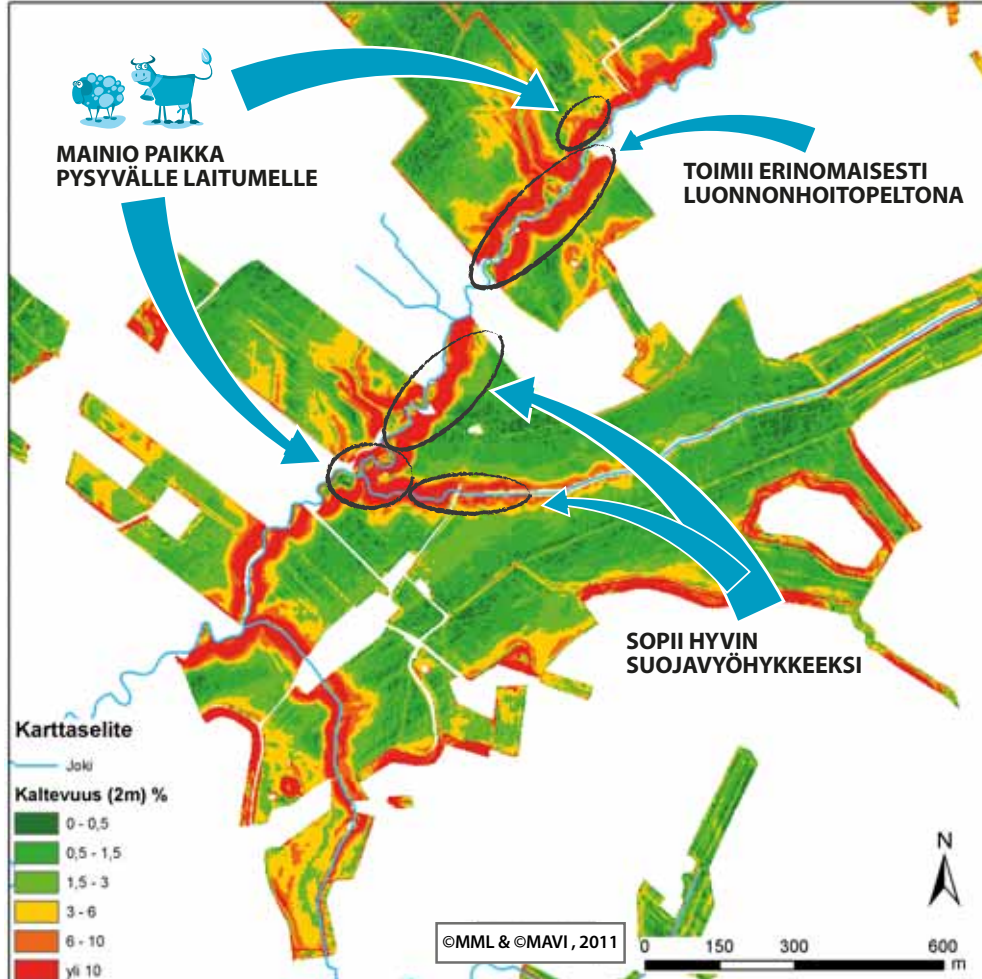 MAINIO PAIKKA
PYSYVÄLLE LAITUMELLE
TOIMII ERINOMAISESTI
LUONNONHOITOPELTONA
SOPII HYVIN
SUOJAVYÖHYKKEEKSI
Karttaselite
Joki
Kaltevuus (2m) %
0 - 0,5
0,5 - 1,5
1,5 - 3
3 - 6
6 - 10
yli 10
©MML & ©MAVI , 2011
N
0 150 300 600
m